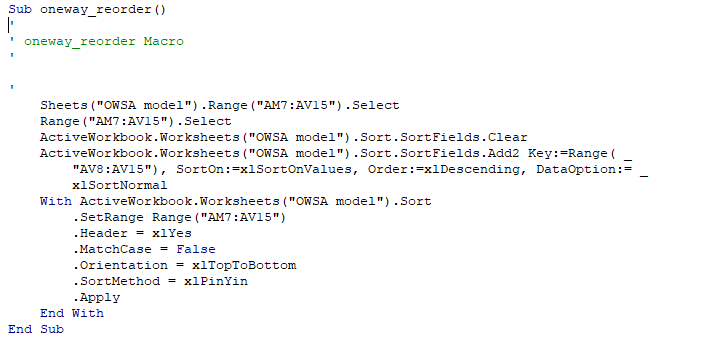 Sub oneway_reorder()
'
' oneway_reorder Macro
'

'
    Sheets("OWSA model").Range("AM7:AV15").Select
    Range("AM7:AV15").Select
    ActiveWorkbook.Worksheets("OWSA model").Sort.SortFields.Clear
    ActiveWorkbook.Worksheets("OWSA model").Sort.SortFields.Add2 Key:=Range( _
        "AV8:AV15"), SortOn:=xlSortOnValues, Order:=xlDescending, DataOption:= _
        xlSortNormal
    With ActiveWorkbook.Worksheets("OWSA model").Sort
        .SetRange Range("AM7:AV15")
        .Header = xlYes
        .MatchCase = False
        .Orientation = xlTopToBottom
        .SortMethod = xlPinYin
        .Apply
    End With
End Sub